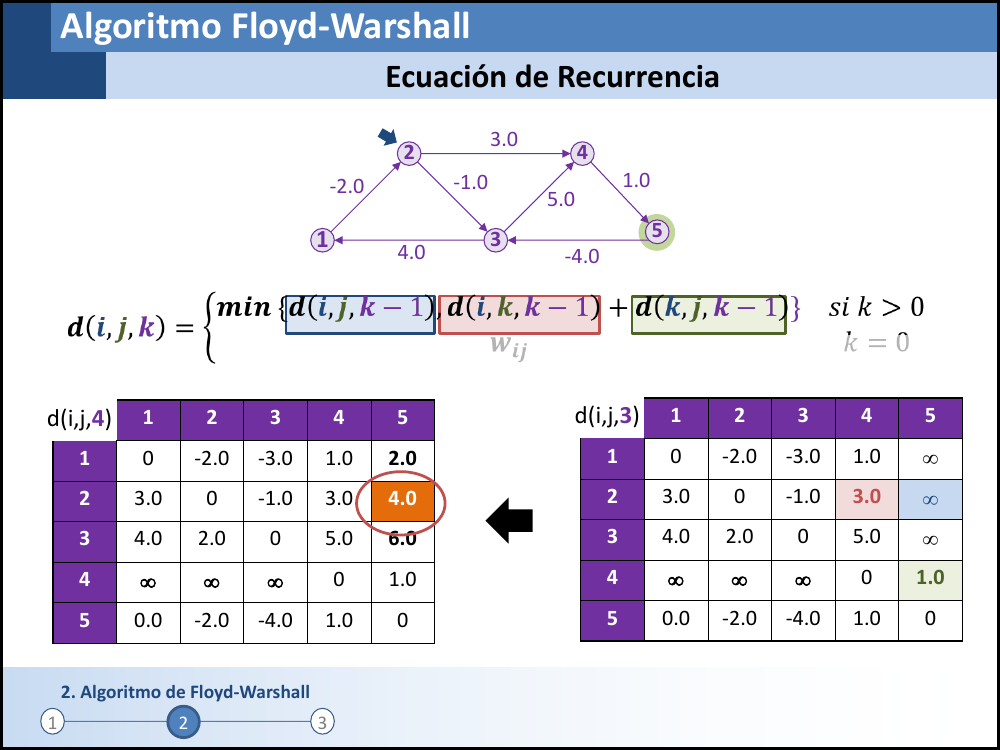 Algoritmo Floyd-Warshall
Ecuación de Recurrencia
3.0
2 4
-2.0 -1.0 1.0
5.0
5
1 3
4.0 -4.0
d(i,j,k) = { min {d(i,j,k−1), d(i,k,k−1) + d(k,j,k−1)} si k > 0
w_ij k = 0
d(i,j,4) 1 2 3 4 5
1 0 -2.0 -3.0 1.0 2.0
2 3.0 0 -1.0 3.0 4.0
3 4.0 2.0 0 5.0 6.0
4 ∞ ∞ ∞ 0 1.0
5 0.0 -2.0 -4.0 1.0 0
d(i,j,3) 1 2 3 4 5
1 0 -2.0 -3.0 1.0 ∞
2 3.0 0 -1.0 3.0 ∞
3 4.0 2.0 0 5.0 ∞
4 ∞ ∞ ∞ 0 1.0
5 0.0 -2.0 -4.0 1.0 0
2. Algoritmo de Floyd-Warshall
1 2 3